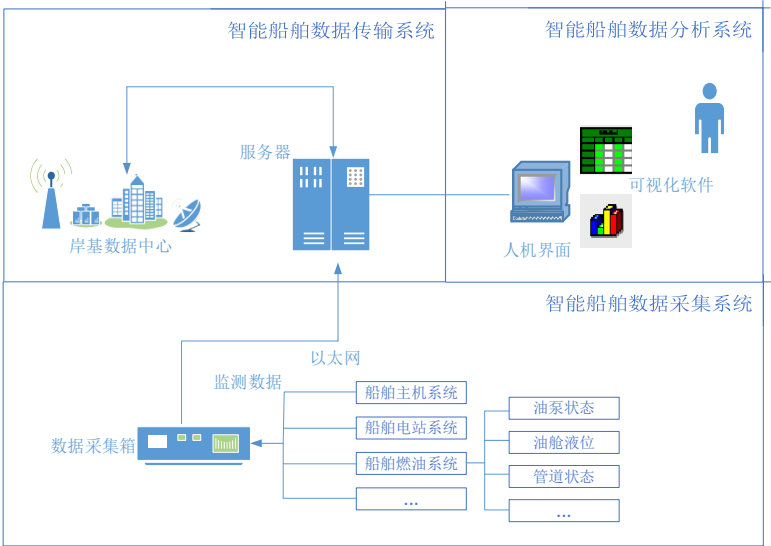 智能船舶数据传输系统
智能船舶数据分析系统
服务器
可视化软件
岸基数据中心
人机界面
智能船舶数据采集系统
以太网
监测数据
数据采集箱
船舶主机系统
船舶电站系统
船舶燃油系统
...
油泵状态
油舱液位
管道状态
...